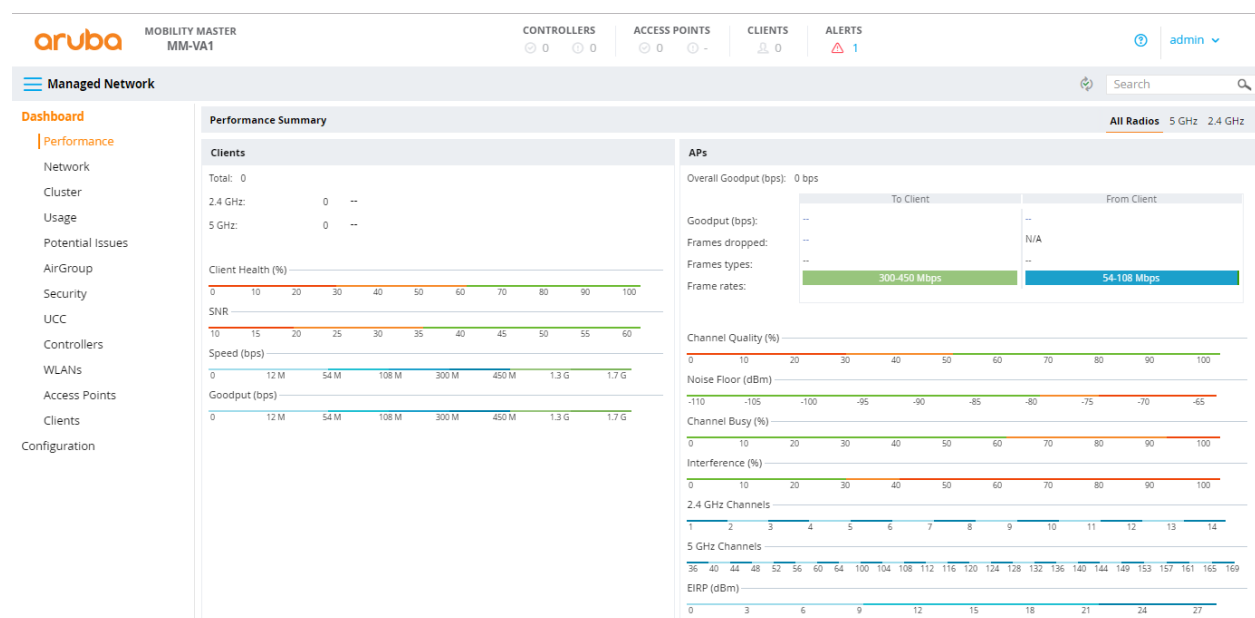 aruba
MOBILITY MASTER
MM-VA1
CONTROLLERS
0 0
ACCESS POINTS
0 -
CLIENTS
0
ALERTS
1
admin
Managed Network
Search
Dashboard
Performance
Network
Cluster
Usage
Potential Issues
AirGroup
Security
UCC
Controllers
WLANs
Access Points
Clients
Configuration
Performance Summary
All Radios 5 GHz 2.4 GHz
Clients
Total: 0
2.4 GHz: 0 --
5 GHz: 0 --
Client Health (%)
0 10 20 30 40 50 60 70 80 90 100
SNR
10 15 20 25 30 35 40 45 50 55 60
Speed (bps)
0 12 M 54 M 108 M 300 M 450 M 1.3 G 1.7 G
Goodput (bps)
0 12 M 54 M 108 M 300 M 450 M 1.3 G 1.7 G
APs
Overall Goodput (bps): 0 bps
To Client From Client
Goodput (bps): -- --
Frames dropped: -- N/A
Frames types: -- --
Frame rates: 300-450 Mbps 54-108 Mbps
Channel Quality (%)
0 10 20 30 40 50 60 70 80 90 100
Noise Floor (dBm)
-110 -105 -100 -95 -90 -85 -80 -75 -70 -65
Channel Busy (%)
0 10 20 30 40 50 60 70 80 90 100
Interference (%)
0 10 20 30 40 50 60 70 80 90 100
2.4 GHz Channels
1 2 3 4 5 6 7 8 9 10 11 12 13 14
5 GHz Channels
36 40 44 48 52 56 60 64 100 104 108 112 116 120 124 128 132 136 140 144 149 153 157 161 165 169
EIRP (dBm)
0 3 6 9 12 15 18 21 24 27